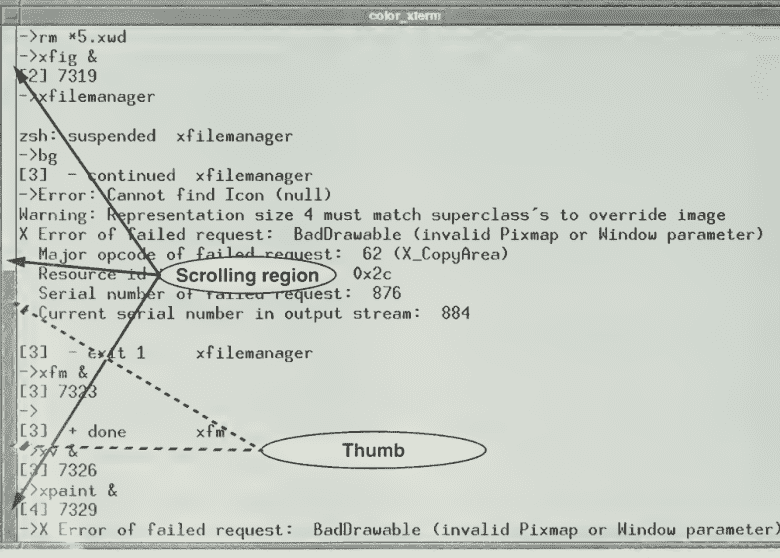 color_xterm
->rm *5.xwd
->xfig &
[2] 7319
->xfilemanager
zsh: suspended  xfilemanager
->bg
[3]  - continued  xfilemanager
->Error: Cannot find Icon (null)
Warning: Representation size 4 must match superclass´s to override image
X Error of failed request:  BadDrawable (invalid Pixmap or Window parameter)
  Major opcode of failed request:  62 (X_CopyArea)
  Resource id 0x2c
Scrolling region
  Serial number of failed request:  876
  Current serial number in output stream:  884
[3]  - exit 1     xfilemanager
->xfm &
[3] 7323
->
[3]  + done       xfm
->xv &
Thumb
[3] 7326
->xpaint &
[4] 7329
->X Error of failed request:  BadDrawable (invalid Pixmap or Window parameter)